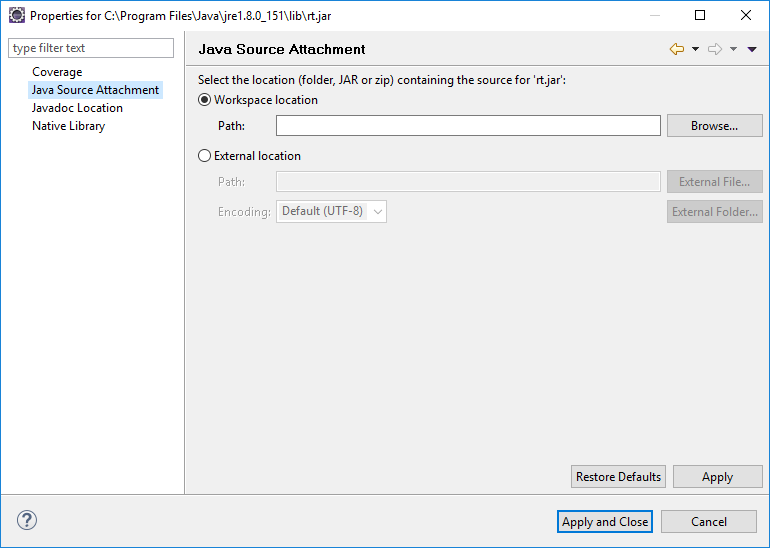 Properties for C:\Program Files\Java\jre1.8.0_151\lib\rt.jar
type filter text
Coverage
Java Source Attachment
Javadoc Location
Native Library
Java Source Attachment
Select the location (folder, JAR or zip) containing the source for 'rt.jar':
Workspace location
Path:
Browse...
External location
Path:
External File...
Encoding: Default (UTF-8)
External Folder...
Restore Defaults
Apply
?
Apply and Close
Cancel